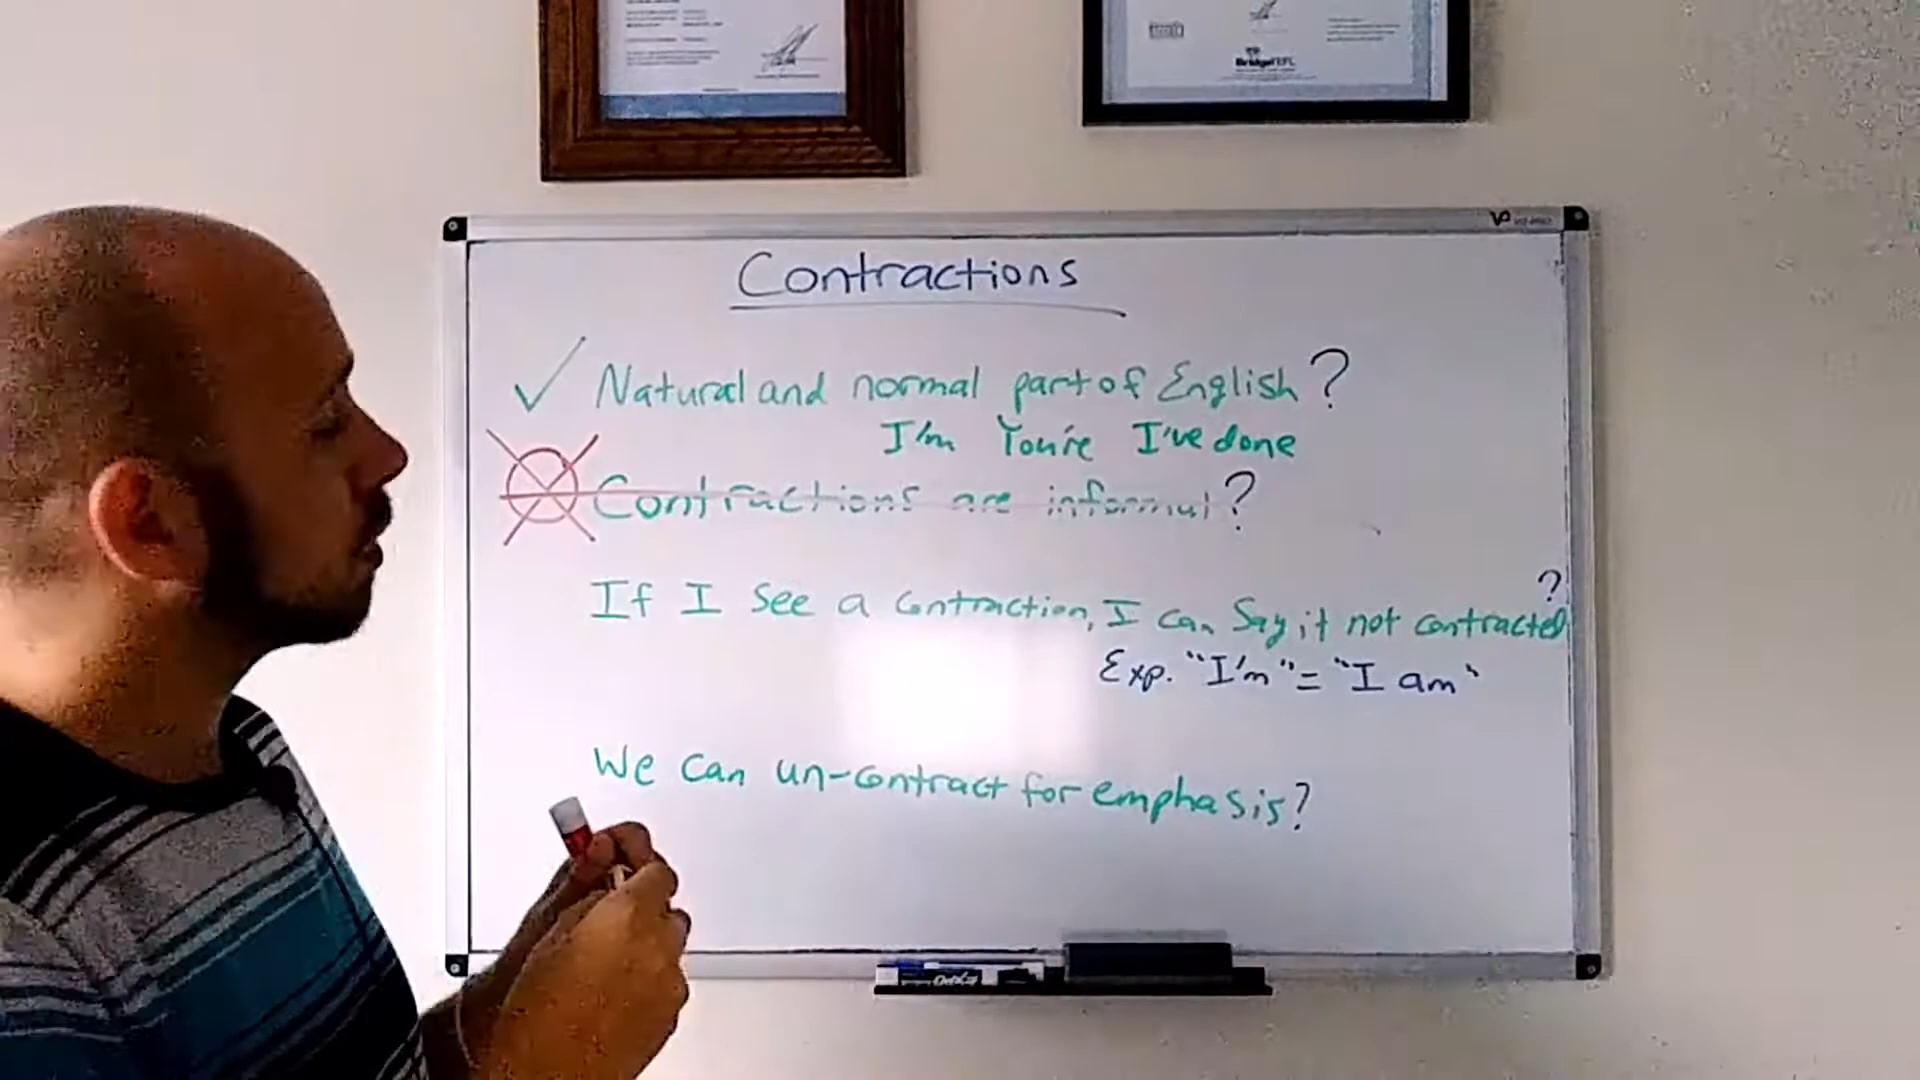 BridgeTEFL
Contractions
Natural and normal part of English?
I'm You're I've done
Contractions are informal?
?
If I see a contraction, I can say it not contracted
Exp. "I'm" = "I am"
We can un-contract for emphasis?